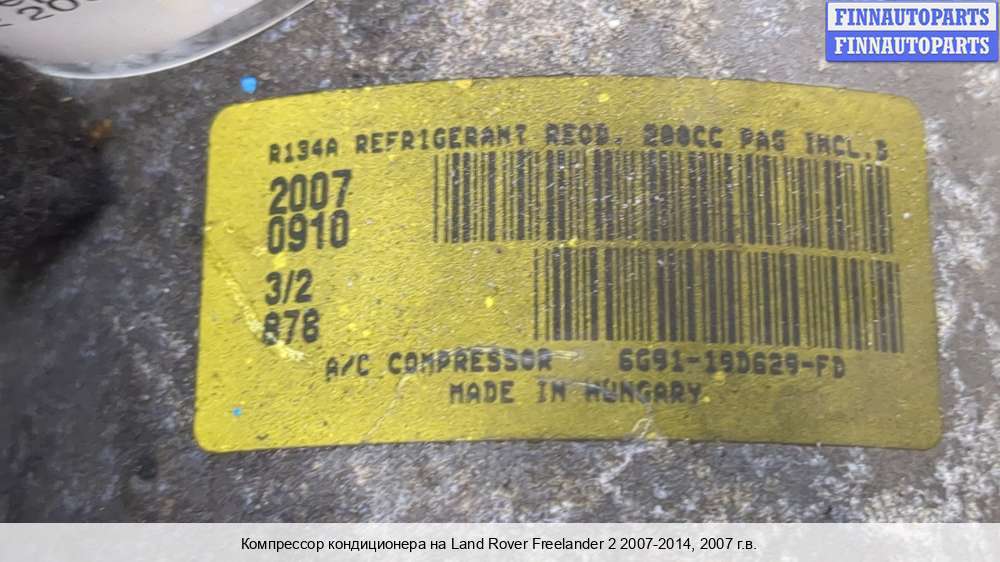 FINNAUTOPARTS
FINNAUTOPARTS
R134A REFRIGERANT REQD. 200CC PAG INCL.
2007
0910
3/2
878
A/C COMPRESSOR 6G91-19D629-FD
MADE IN HUNGARY
Компрессор кондиционера на Land Rover Freelander 2 2007-2014, 2007 г.в.